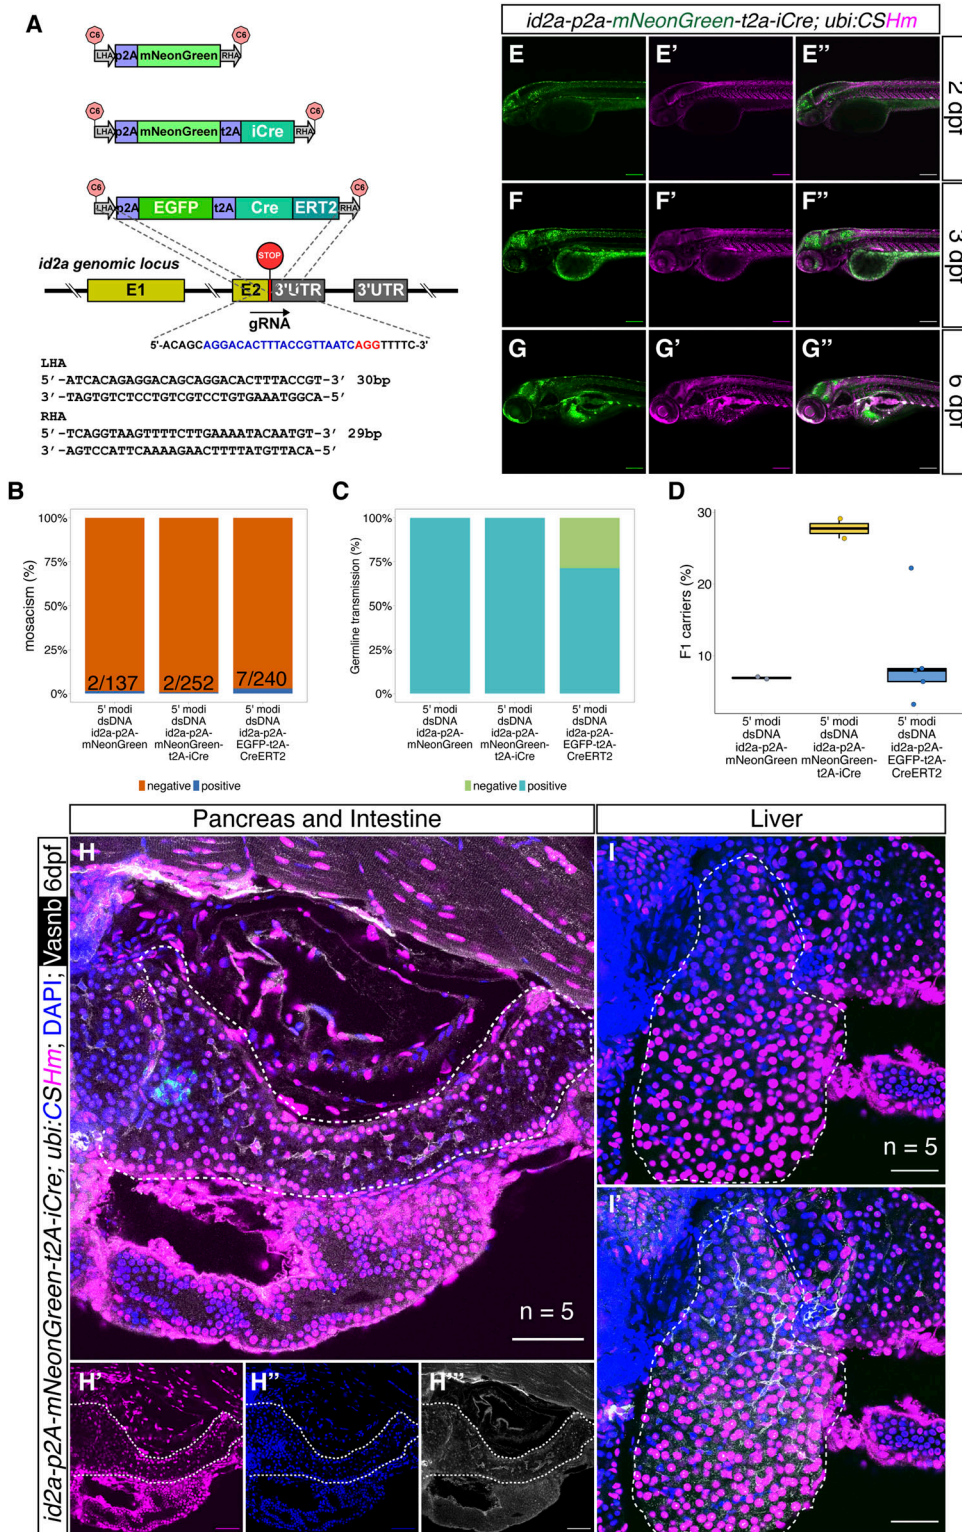 A
C6
C6
LHA
p2A
mNeonGreen
RHA
C6
C6
LHA
p2A
mNeonGreen
t2A
iCre
RHA
C6
C6
LHA
p2A
EGFP
t2A
Cre
ERT2
RHA
id2a genomic locus
STOP
E1
E2
3'UTR
3'UTR
gRNA
5'-ACAGCAGGACACTTTACCGTTAATCAGGTTTTC-3'
LHA
5'-ATCACAGAGGACAGCAGGACACTTTACCGT-3' 30bp
3'-TAGTGTCTCCTGTCGTCCTGTGAAATGGCA-5'
RHA
5'-TCAGGTAAGTTTTCTTGAAAATACAATGT-3' 29bp
3'-AGTCCATTCAAAAGAACTTTTATGTTACA-5'
id2a-p2a-mNeonGreen-t2a-iCre; ubi:CSHm
E
E'
E''
2 dpf
F
F'
F''
3 dpf
G
G'
G''
6 dpf
B
mosacism (%)
100%
75%
50%
25%
0%
2/137
2/252
7/240
5' modi
dsDNA
id2a-p2A-
mNeonGreen
5' modi
dsDNA
id2a-p2A-
mNeonGreen-
t2A-iCre
5' modi
dsDNA
id2a-p2A-
EGFP-t2A-
CreERT2
negative
positive
C
Germline transmission (%)
100%
75%
50%
25%
0%
5' modi
dsDNA
id2a-p2A-
mNeonGreen
5' modi
dsDNA
id2a-p2A-
mNeonGreen-
t2A-iCre
5' modi
dsDNA
id2a-p2A-
EGFP-t2A-
CreERT2
negative
positive
D
F1 carriers (%)
30
20
10
5' modi
dsDNA
id2a-p2A-
mNeonGreen
5' modi
dsDNA
id2a-p2A-
mNeonGreen-
t2A-iCre
5' modi
dsDNA
id2a-p2A-
EGFP-t2A-
CreERT2
Pancreas and Intestine
Liver
id2a-p2A-mNeonGreen-t2A-iCre; ubi:CSHm; DAPI; Vasnb 6dpf
H
n = 5
I
n = 5
I'
H'
H''
H'''